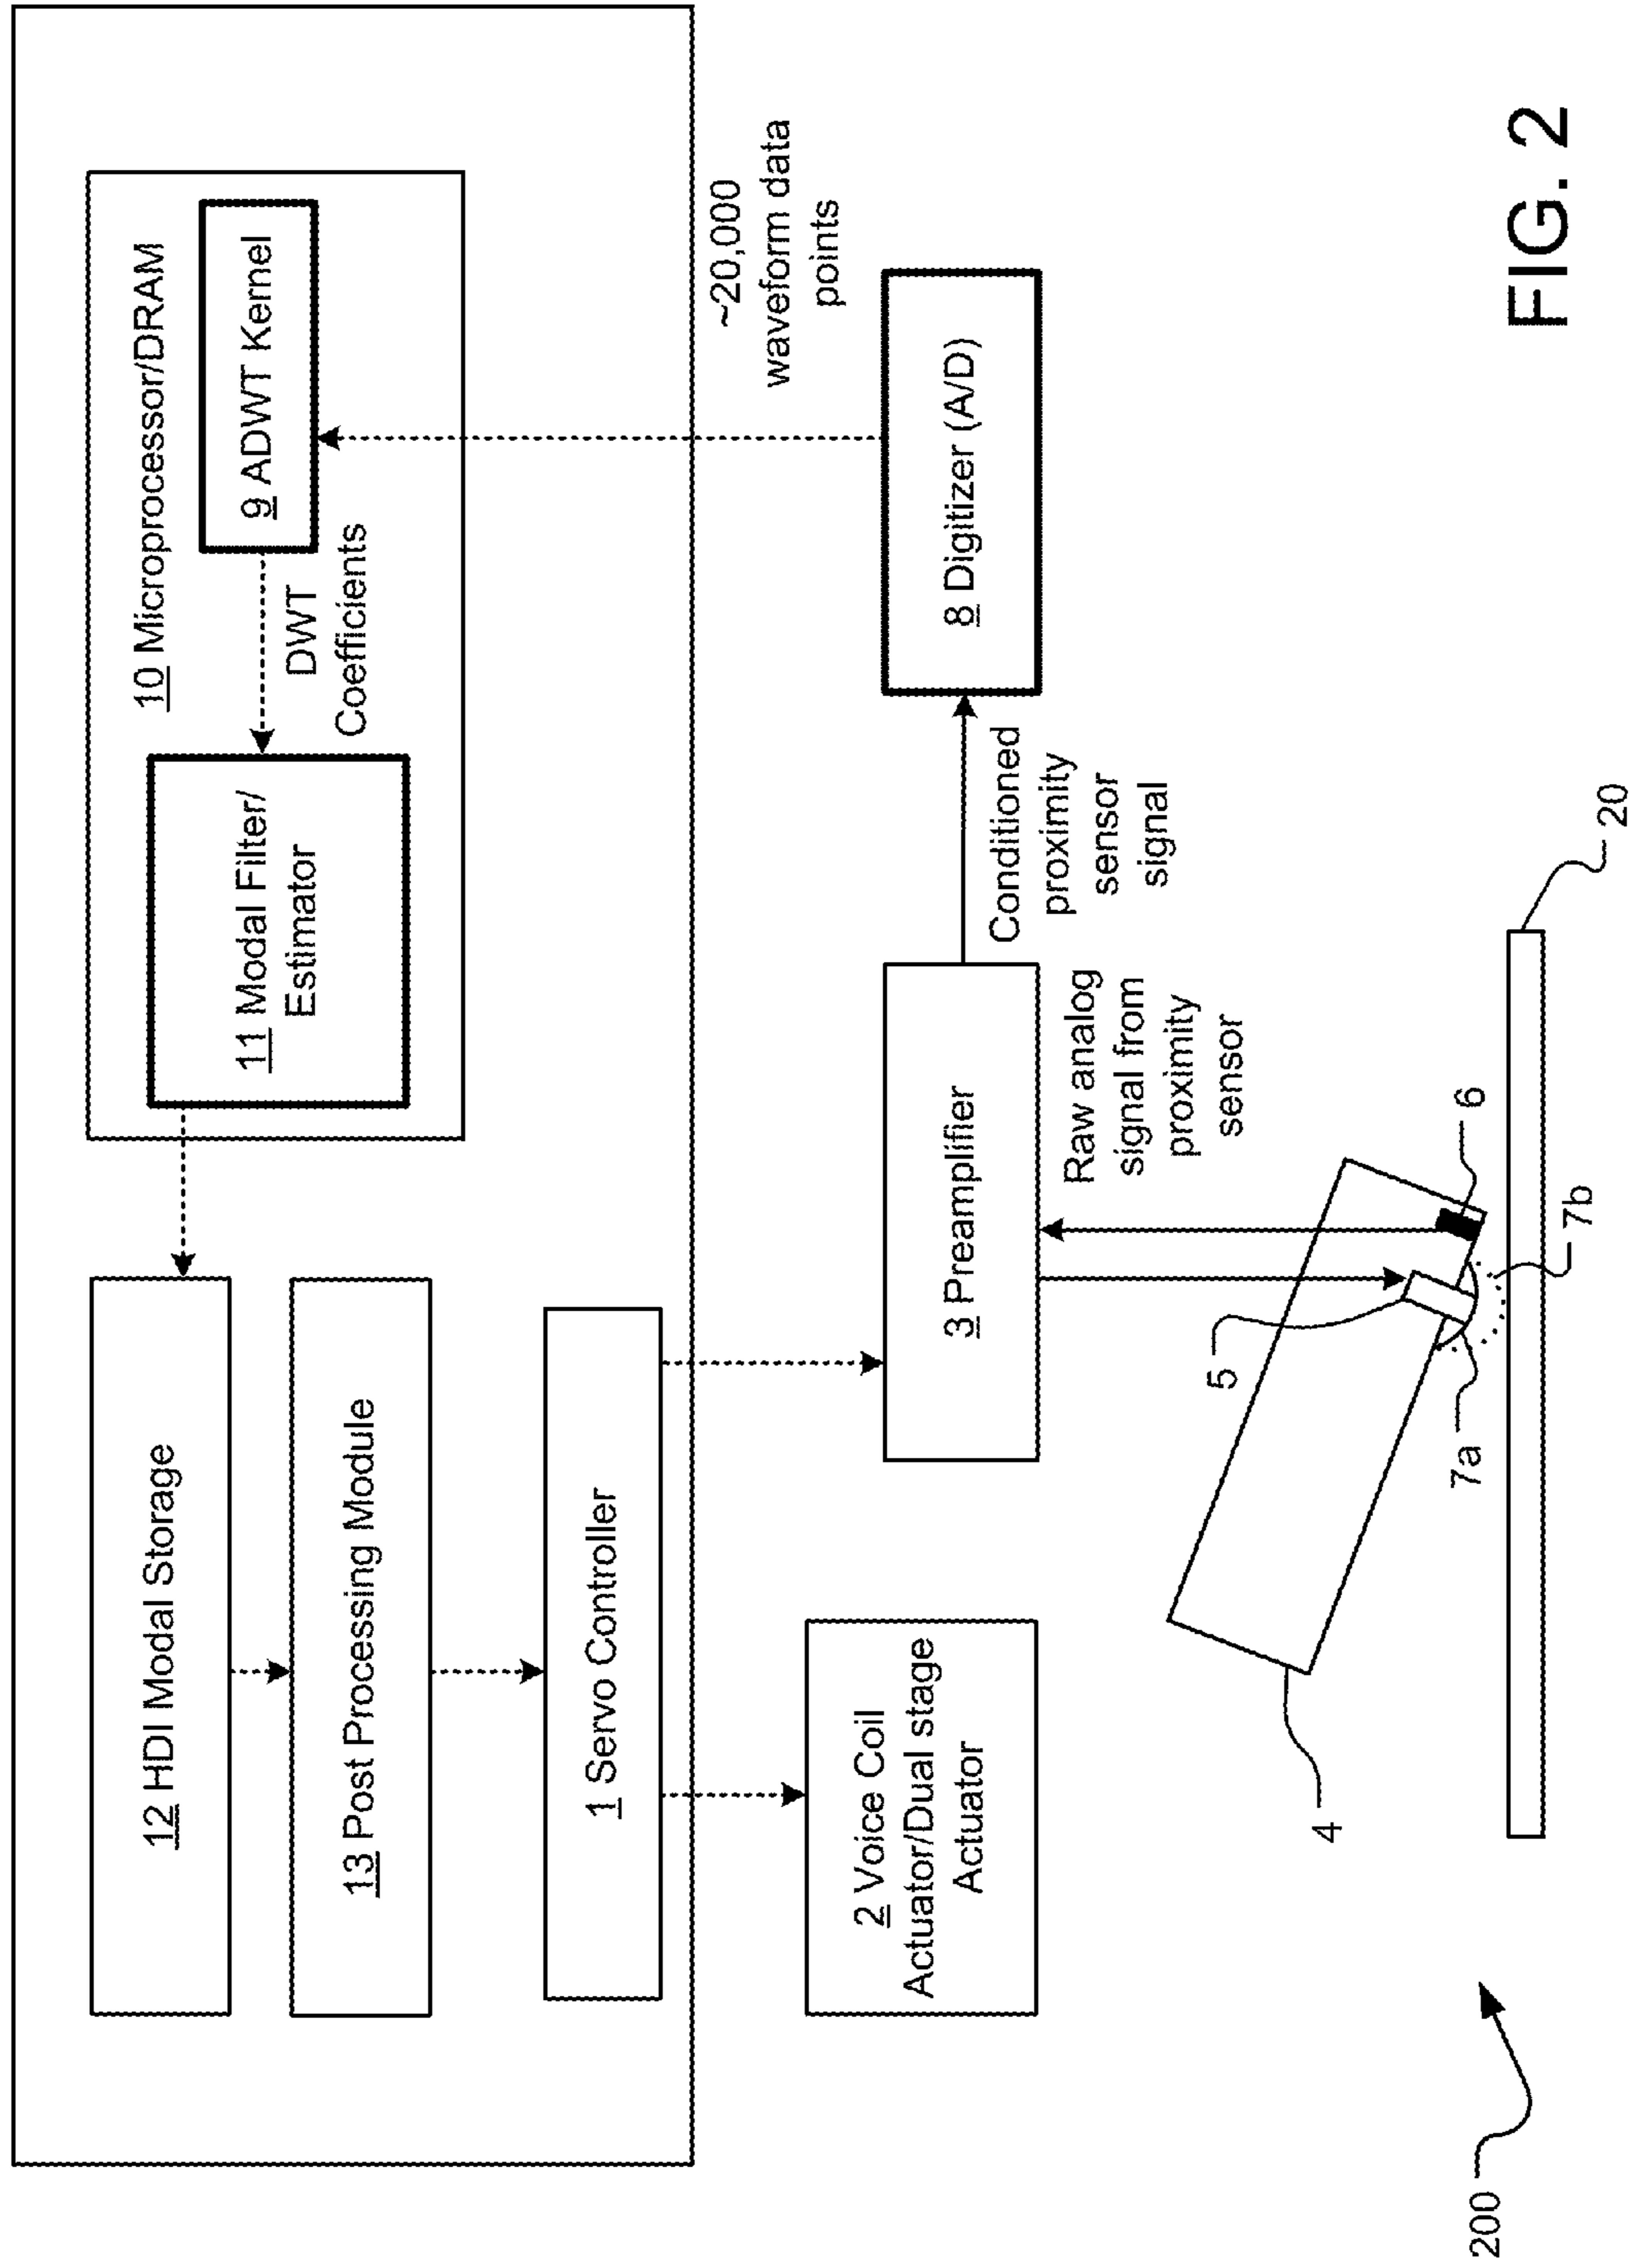 10 Microprocessor/DRAM
9 ADWT Kernel
DWT
Coefficients
11 Modal Filter/
Estimator
12 HDI Modal Storage
13 Post Processing Module
1 Servo Controller
~20,000
waveform data
points
2 Voice Coil
Actuator/Dual stage
Actuator
3 Preamplifier
Conditioned
proximity
sensor
signal
8 Digitizer (A/D)
Raw analog
signal from
proximity
sensor
5
4
7a
6
7b
20
200
FIG. 2